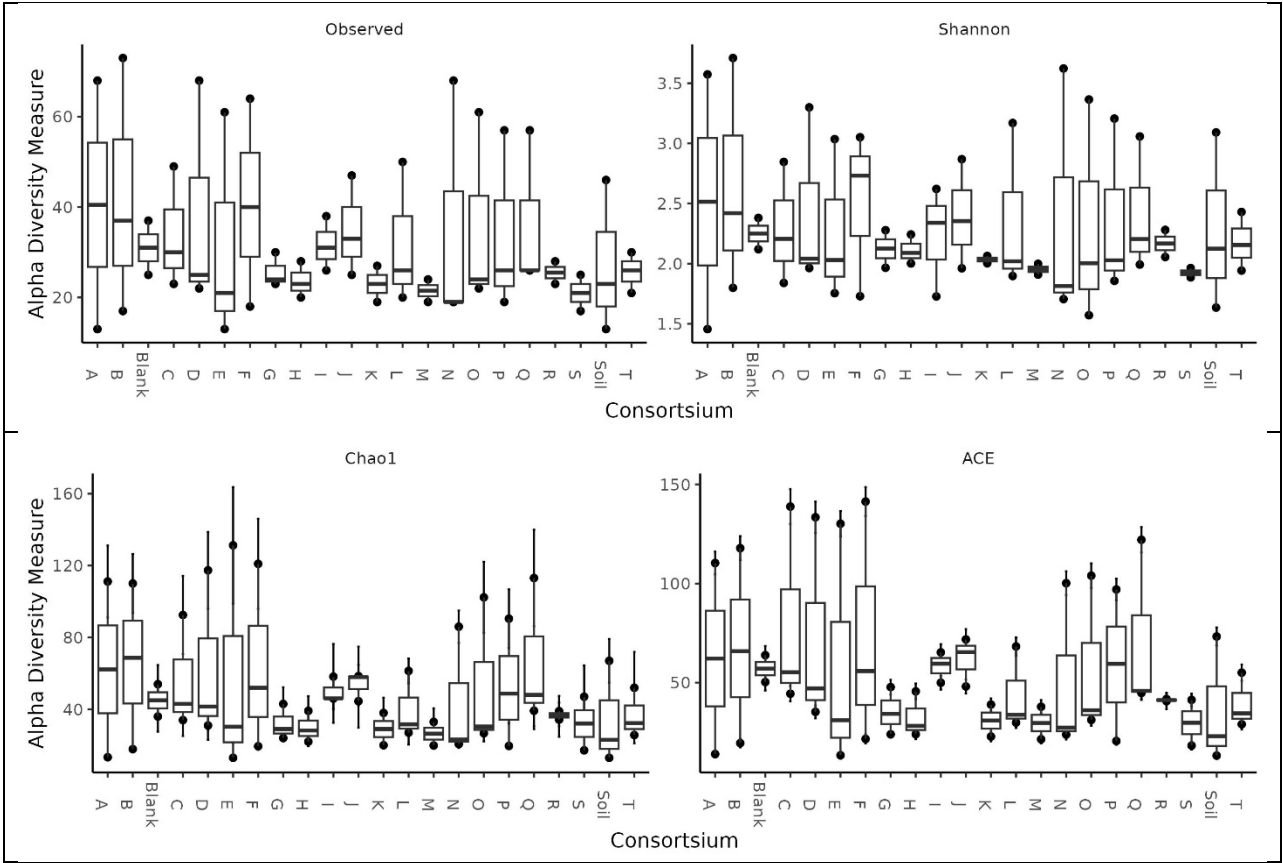 Observed
Shannon
Alpha Diversity Measure
60
40
20
3.5
3.0
2.5
2.0
1.5
A B Blank C D E F G H I J K L M N O P Q R S Soil T
A B Blank C D E F G H I J K L M N O P Q R S Soil T
Consortsium
Chao1
ACE
Alpha Diversity Measure
160
120
80
40
150
100
50
A B Blank C D E F G H I J K L M N O P Q R S Soil T
A B Blank C D E F G H I J K L M N O P Q R S Soil T
Consortsium